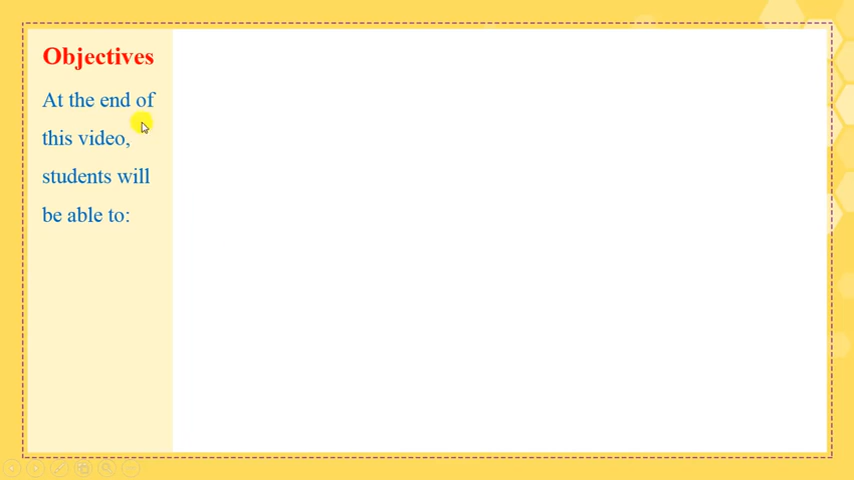 Objectives
At the end of
this video,
students will
be able to: